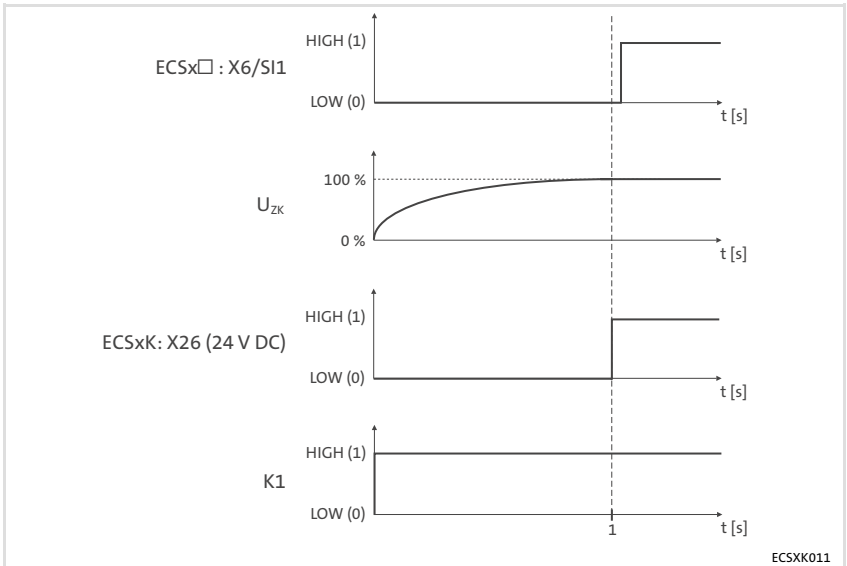 HIGH (1)
ECSx□ : X6/SI1
LOW (0)
t [s]
100 %
UZK
0 %
t [s]
HIGH (1)
ECSxK: X26 (24 V DC)
LOW (0)
t [s]
HIGH (1)
K1
LOW (0)
1
t [s]
ECSXK011